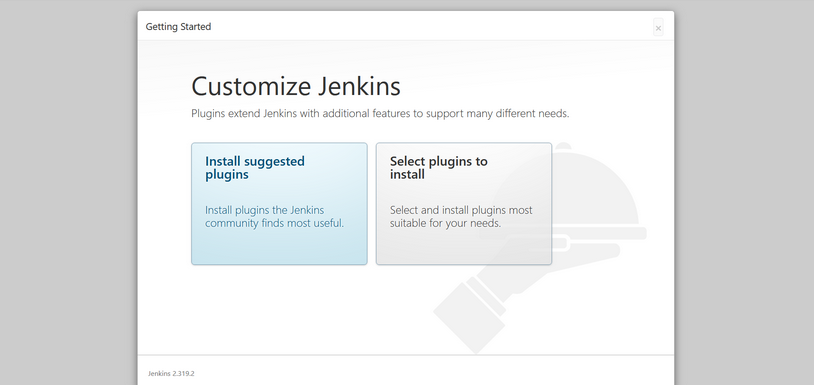 Getting Started
×
Customize Jenkins
Plugins extend Jenkins with additional features to support many different needs.
Install suggested
plugins
Install plugins the Jenkins
community finds most useful.
Select plugins to
install
Select and install plugins most
suitable for your needs.
Jenkins 2.319.2